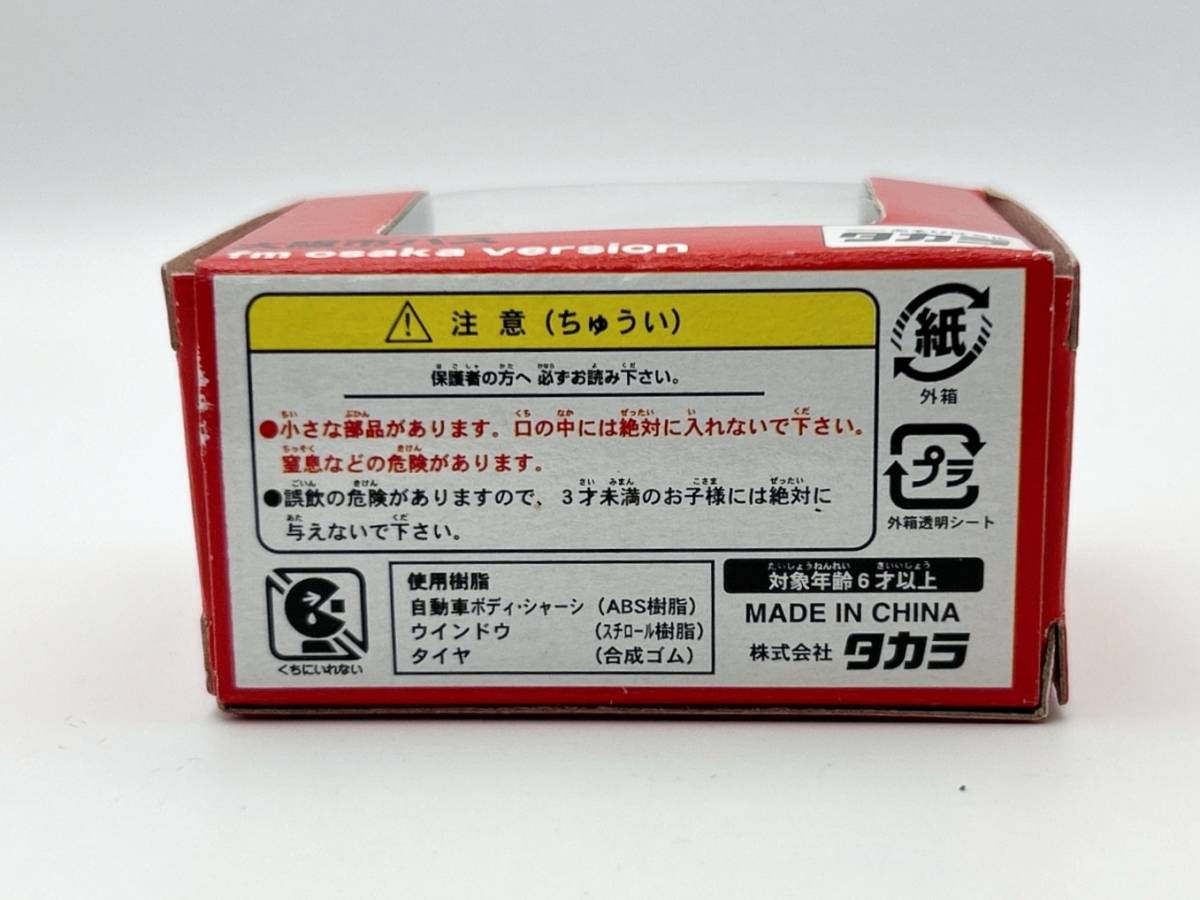 大阪市バス
fm osaka version
タカラ
注意(ちゅうい)
保護者の方へ 必ずお読み下さい。
●小さな部品があります。口の中には絶対に入れないで下さい。
窒息などの危険があります。
●誤飲の危険がありますので、3才未満のお子様には絶対に
与えないで下さい。
紙
外箱
プラ
外箱透明シート
くちにいれない
使用樹脂
自動車ボディ・シャーシ (ABS樹脂)
ウインドウ (スチロール樹脂)
タイヤ (合成ゴム)
対象年齢6才以上
MADE IN CHINA
株式会社 タカラ